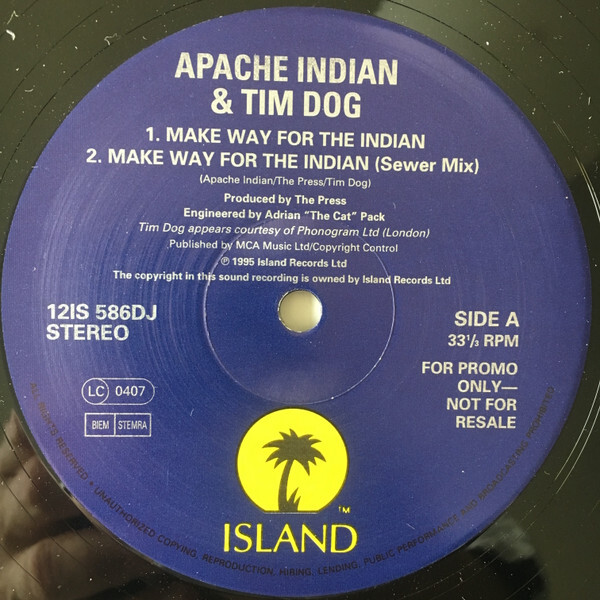 APACHE INDIAN
& TIM DOG
1. MAKE WAY FOR THE INDIAN
2. MAKE WAY FOR THE INDIAN (Sewer Mix)
(Apache Indian/The Press/Tim Dog)
Produced by The Press
Engineered by Adrian "The Cat" Pack
Tim Dog appears courtesy of Phonogram Ltd (London)
Published by MCA Music Ltd/Copyright Control
℗ 1995 Island Records Ltd
The copyright in this sound recording is owned by Island Records Ltd
12IS 586DJ
STEREO
SIDE A
33⅓ RPM
FOR PROMO
ONLY—
NOT FOR
RESALE
LC 0407
BIEM STEMRA
TM
ISLAND
ALL RIGHTS RESERVED • UNAUTHORIZED COPYING, REPRODUCTION, HIRING, LENDING, PUBLIC PERFORMANCE AND BROADCASTING PROHIBITED